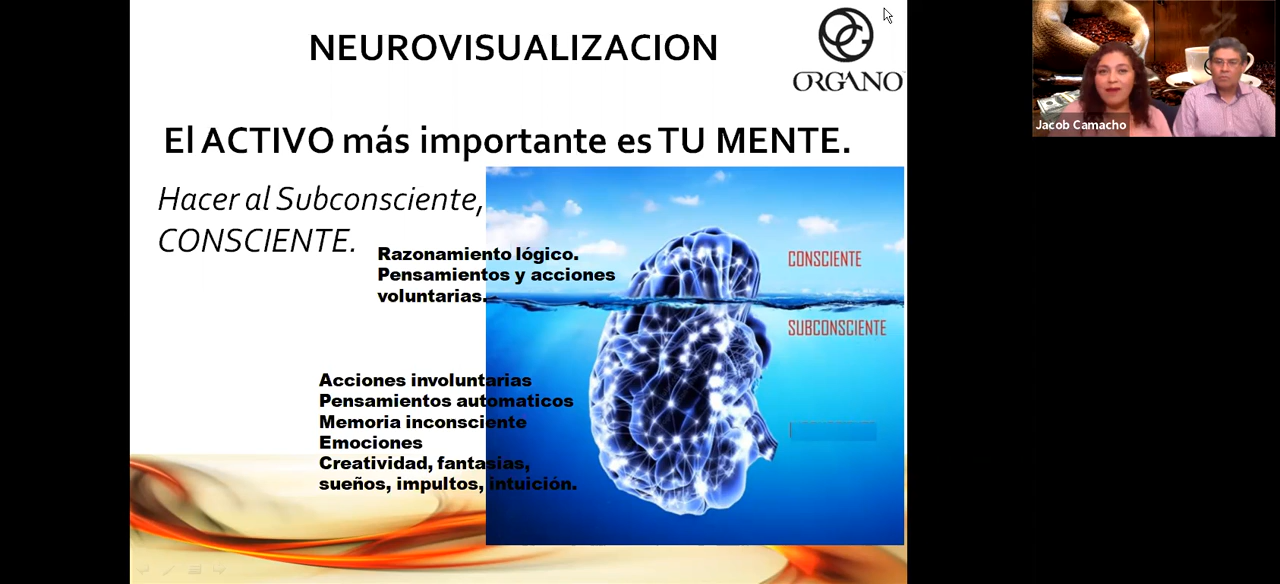 NEUROVISUALIZACION
ORGANO
El ACTIVO más importante es TU MENTE.
Hacer al Subconsciente,
CONSCIENTE.
Razonamiento lógico.
Pensamientos y acciones
voluntarias.
CONSCIENTE
SUBCONSCIENTE
Acciones involuntarias
Pensamientos automaticos
Memoria inconsciente
Emociones
Creatividad, fantasias,
sueños, impultos, intuición.
Jacob Camacho